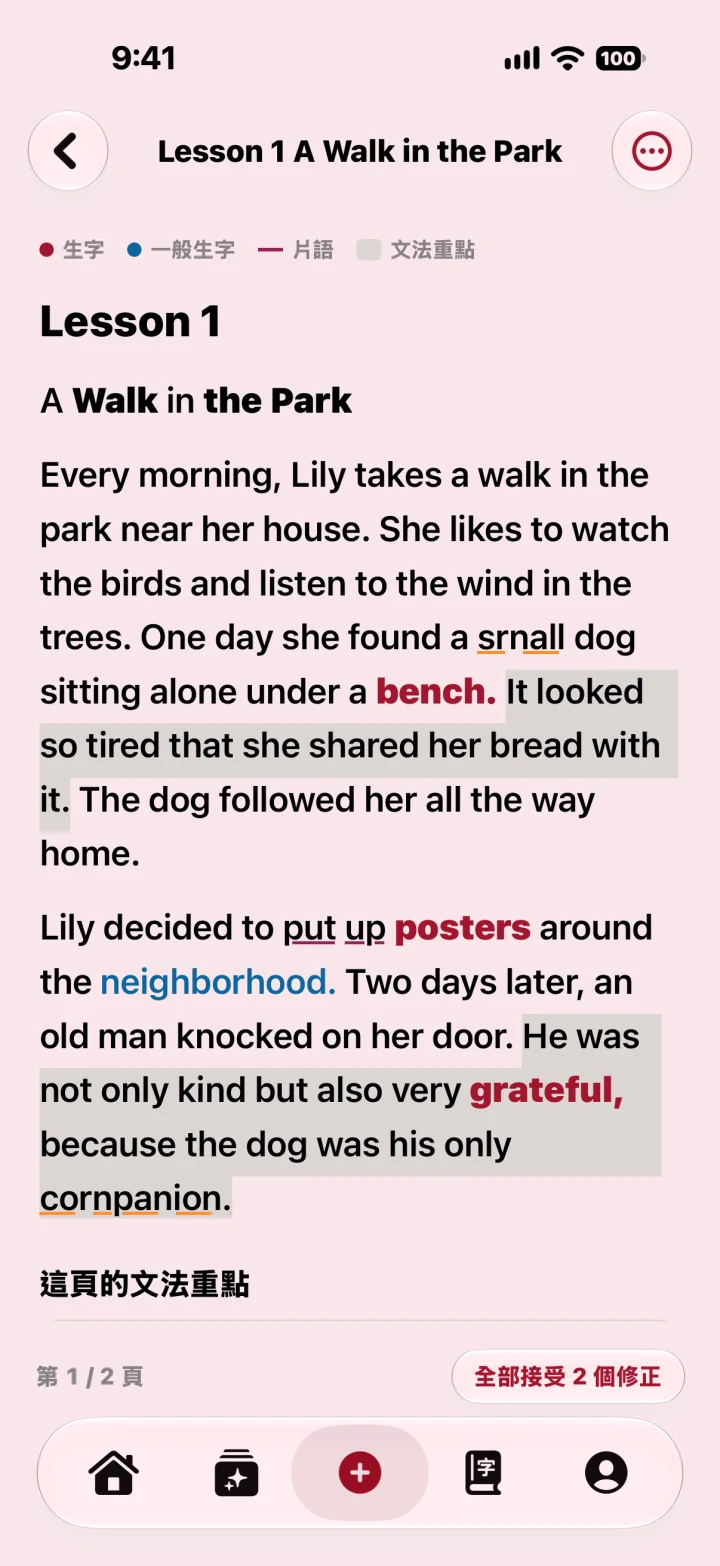 9:41
100
Lesson 1 A Walk in the Park
生字 一般生字 片語 文法重點
Lesson 1
A Walk in the Park
Every morning, Lily takes a walk in the
park near her house. She likes to watch
the birds and listen to the wind in the
trees. One day she found a srnall dog
sitting alone under a bench. It looked
so tired that she shared her bread with
it. The dog followed her all the way
home.
Lily decided to put up posters around
the neighborhood. Two days later, an
old man knocked on her door. He was
not only kind but also very grateful,
because the dog was his only
cornpanion.
這頁的文法重點
第 1 / 2 頁
全部接受 2 個修正
字